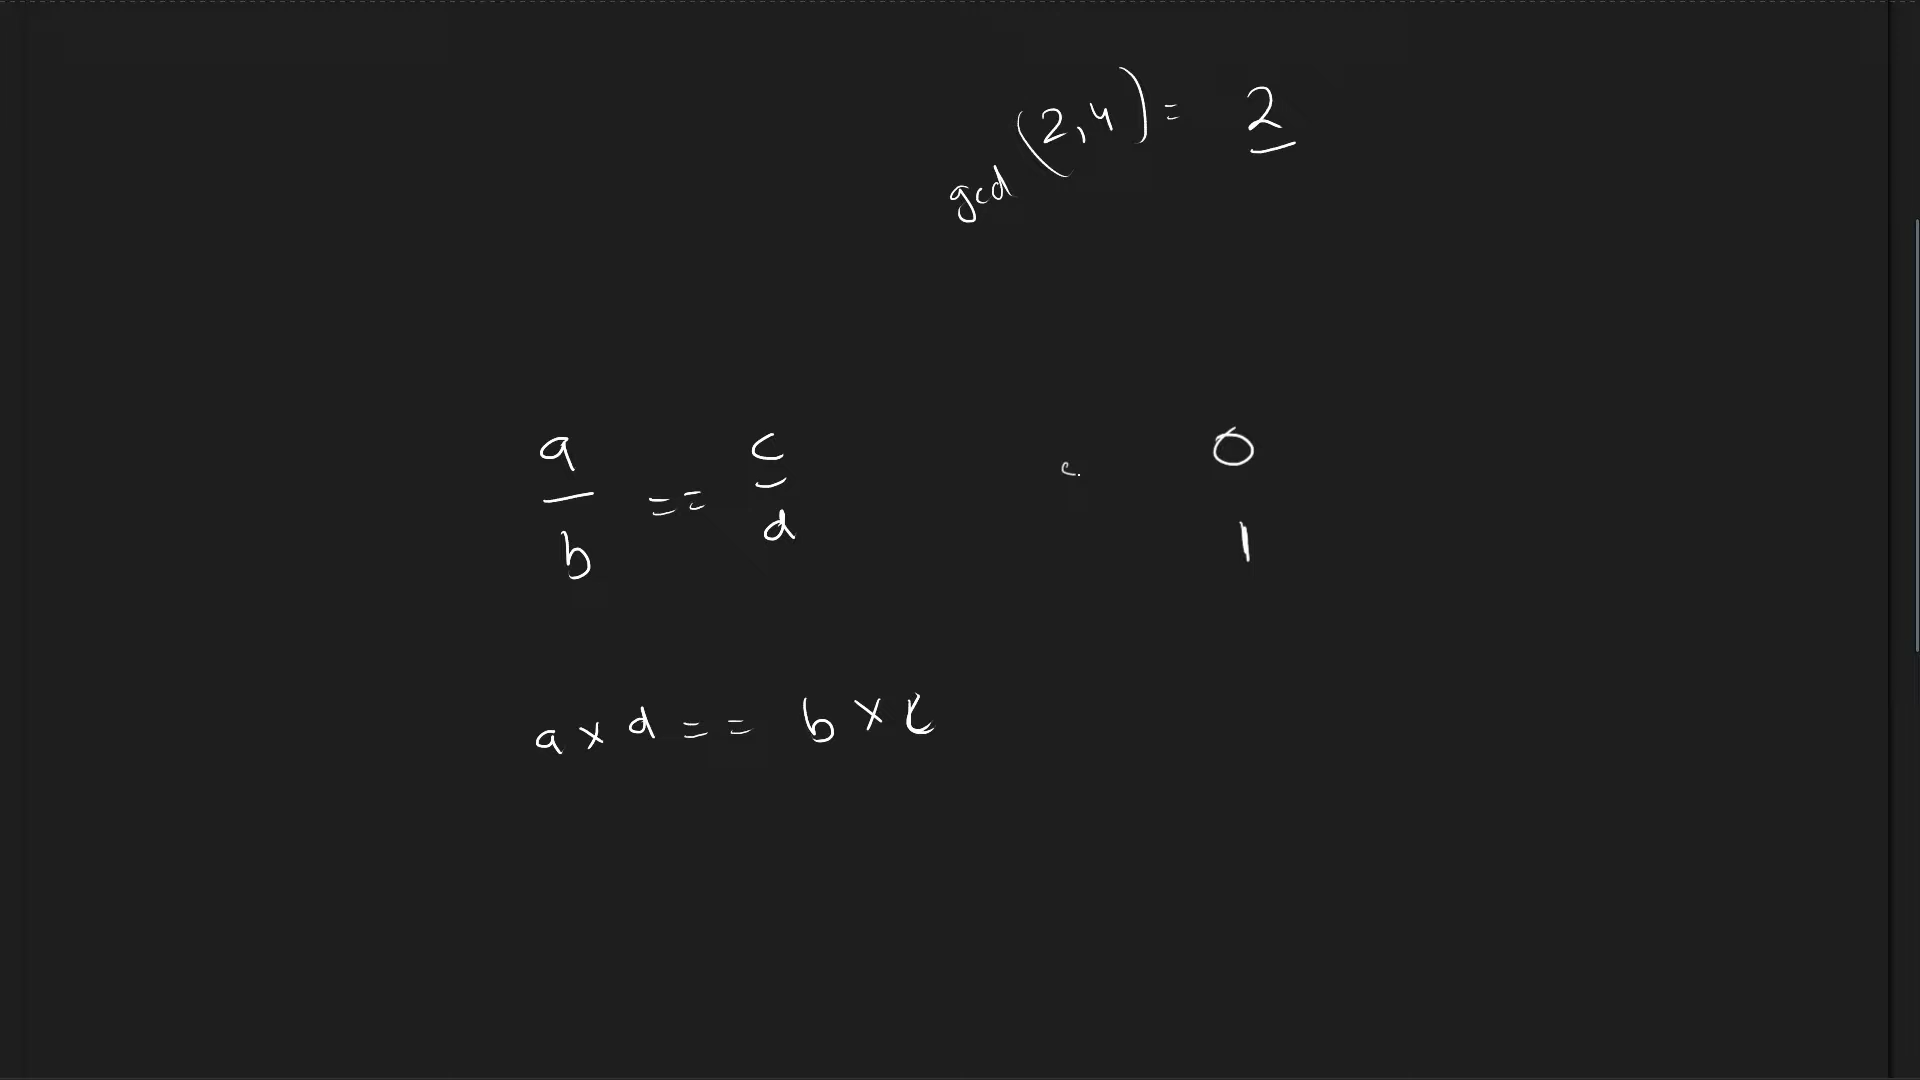 gcd (2,4) = 2
a/b == c/d
c.
0
1
a x d == b x c